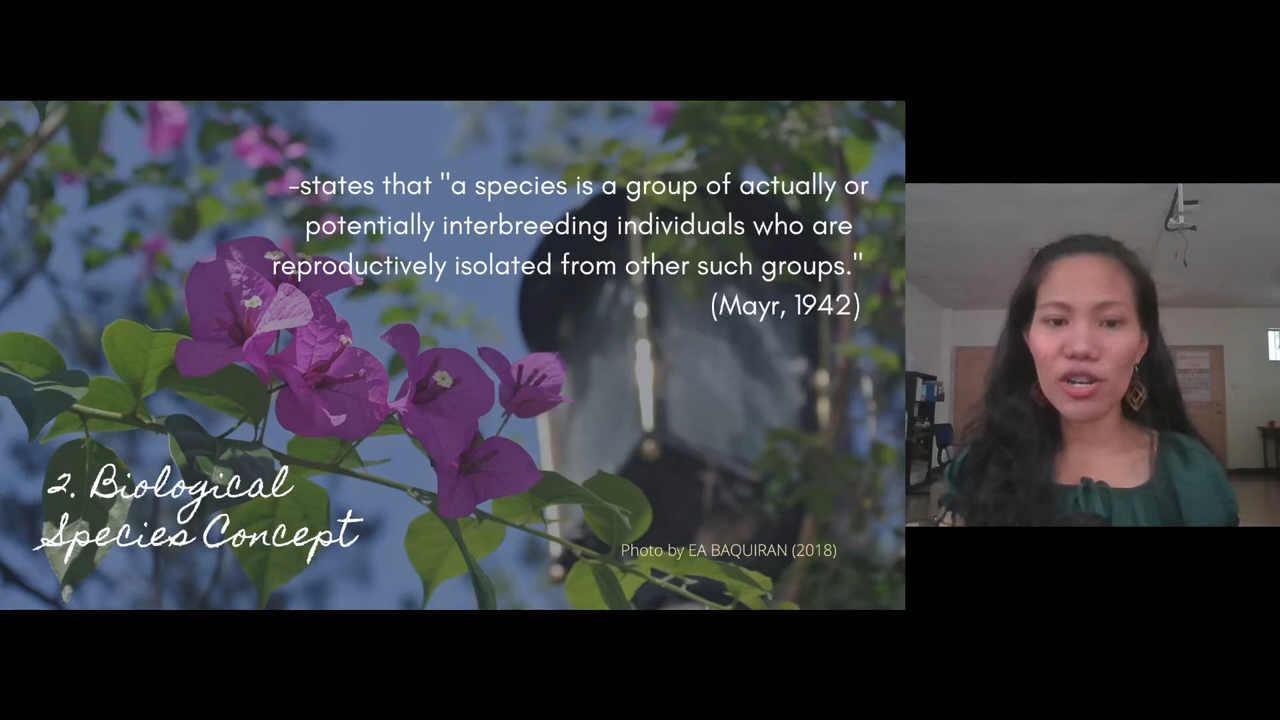 -states that "a species is a group of actually or
potentially interbreeding individuals who are
reproductively isolated from other such groups."
(Mayr, 1942)
2. Biological
Species Concept
Photo by EA BAQUIRAN (2018)